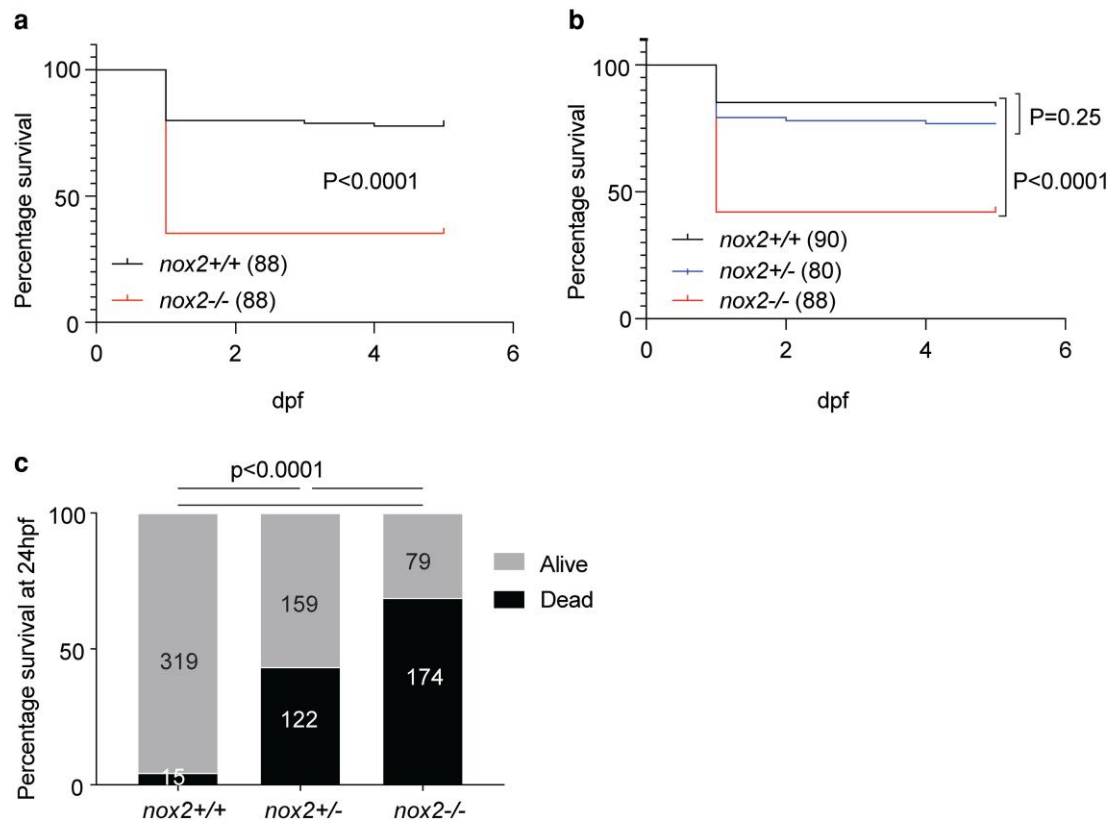 a
100
50
0
Percentage survival
P<0.0001
nox2+/+ (88)
nox2-/- (88)
0 2 4 6
dpf
b
100
50
0
Percentage survival
P=0.25
P<0.0001
nox2+/+ (90)
nox2+/- (80)
nox2-/- (88)
0 2 4 6
dpf
c
p<0.0001
100
50
0
Percentage survival at 24hpf
319
15
159
122
79
174
nox2+/+ nox2+/- nox2-/-
Alive
Dead